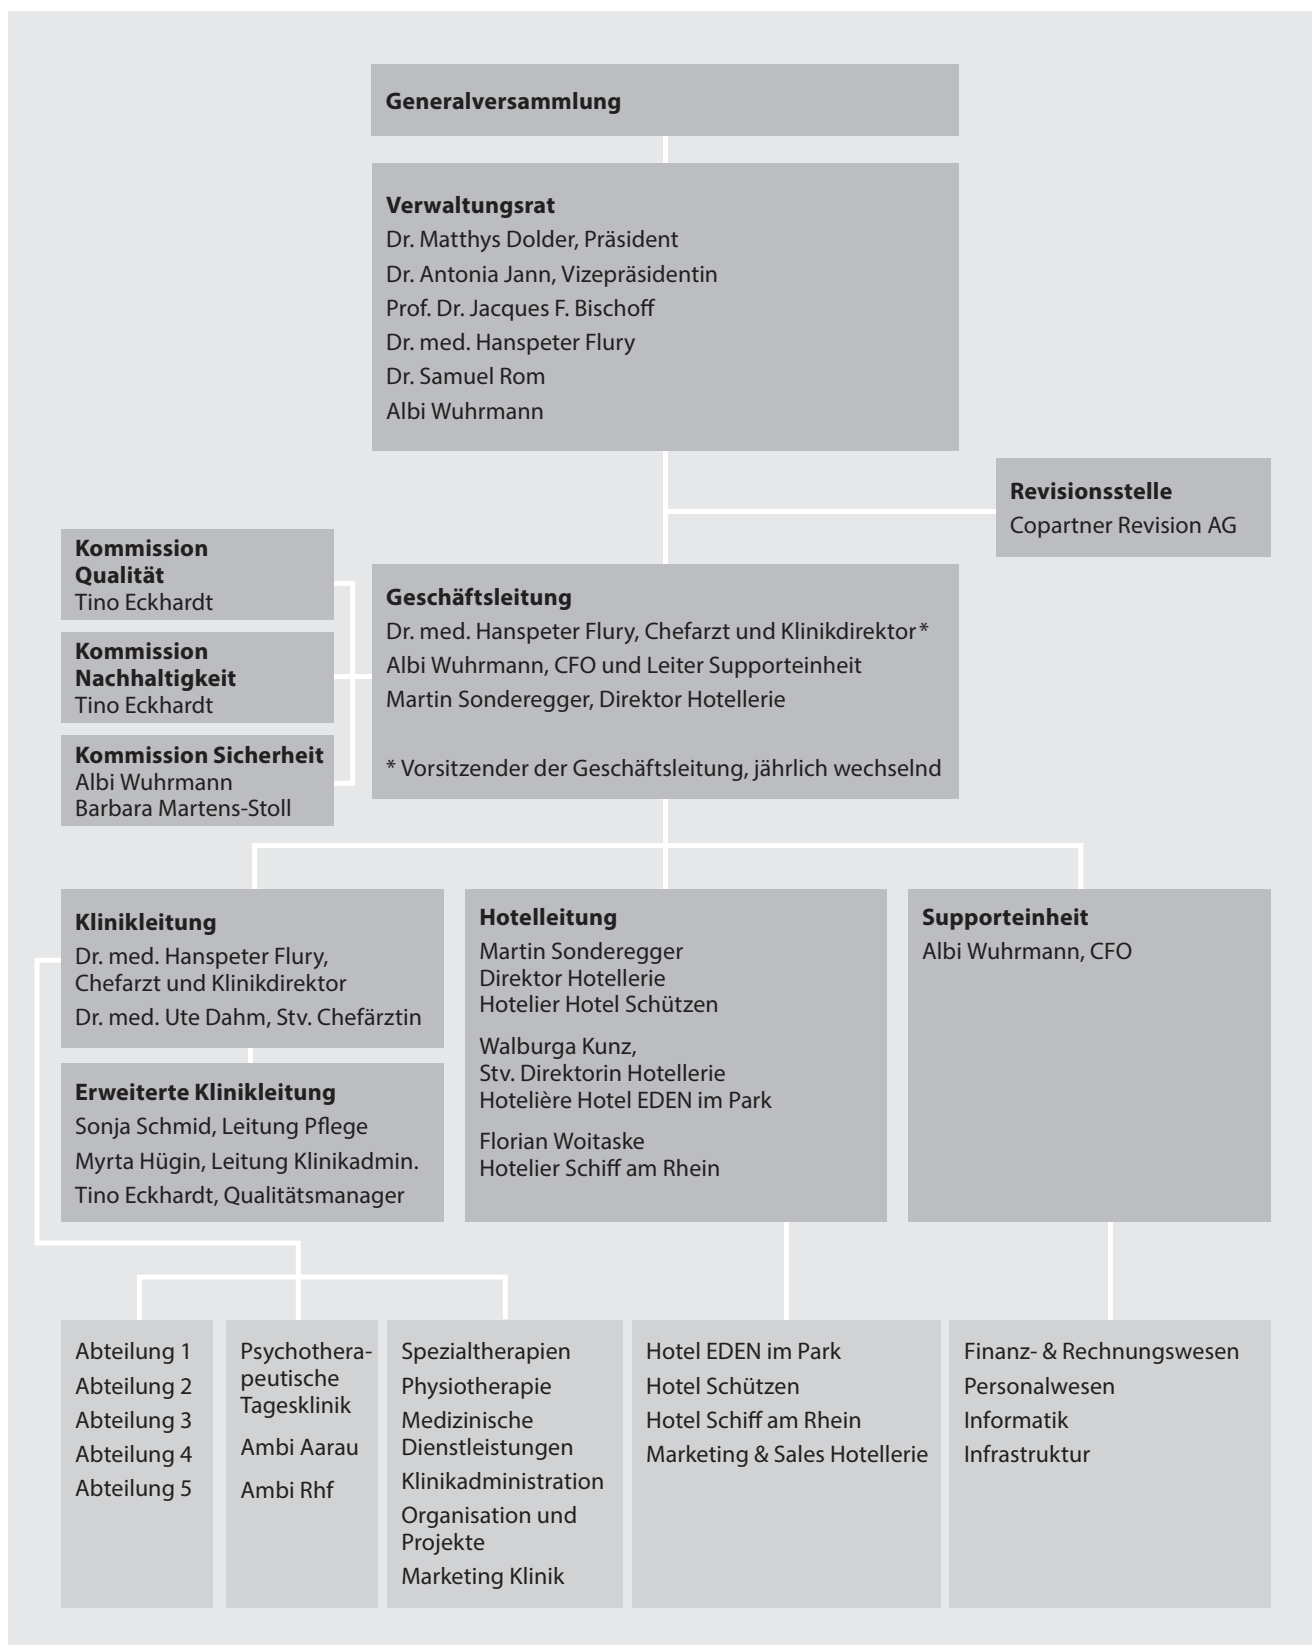 Generalversammlung
Verwaltungsrat
Dr. Matthys Dolder, Präsident
Dr. Antonia Jann, Vizepräsidentin
Prof. Dr. Jacques F. Bischoff
Dr. med. Hanspeter Flury
Dr. Samuel Rom
Albi Wuhrmann
Revisionsstelle
Copartner Revision AG
Kommission
Qualität
Tino Eckhardt
Kommission
Nachhaltigkeit
Tino Eckhardt
Kommission Sicherheit
Albi Wuhrmann
Barbara Martens-Stoll
Geschäftsleitung
Dr. med. Hanspeter Flury, Chefarzt und Klinikdirektor*
Albi Wuhrmann, CFO und Leiter Supporteinheit
Martin Sonderegger, Direktor Hotellerie
* Vorsitzender der Geschäftsleitung, jährlich wechselnd
Klinikleitung
Dr. med. Hanspeter Flury,
Chefarzt und Klinikdirektor
Dr. med. Ute Dahm, Stv. Chefärztin
Erweiterte Klinikleitung
Sonja Schmid, Leitung Pflege
Myrta Hügin, Leitung Klinikadmin.
Tino Eckhardt, Qualitätsmanager
Hotelleitung
Martin Sonderegger
Direktor Hotellerie
Hotelier Hotel Schützen
Walburga Kunz,
Stv. Direktorin Hotellerie
Hotelière Hotel EDEN im Park
Florian Woitaske
Hotelier Schiff am Rhein
Supporteinheit
Albi Wuhrmann, CFO
Abteilung 1
Abteilung 2
Abteilung 3
Abteilung 4
Abteilung 5
Psychothera-
peutische
Tagesklinik
Ambi Aarau
Ambi Rhf
Spezialtherapien
Physiotherapie
Medizinische
Dienstleistungen
Klinikadministration
Organisation und
Projekte
Marketing Klinik
Hotel EDEN im Park
Hotel Schützen
Hotel Schiff am Rhein
Marketing & Sales Hotellerie
Finanz- & Rechnungswesen
Personalwesen
Informatik
Infrastruktur